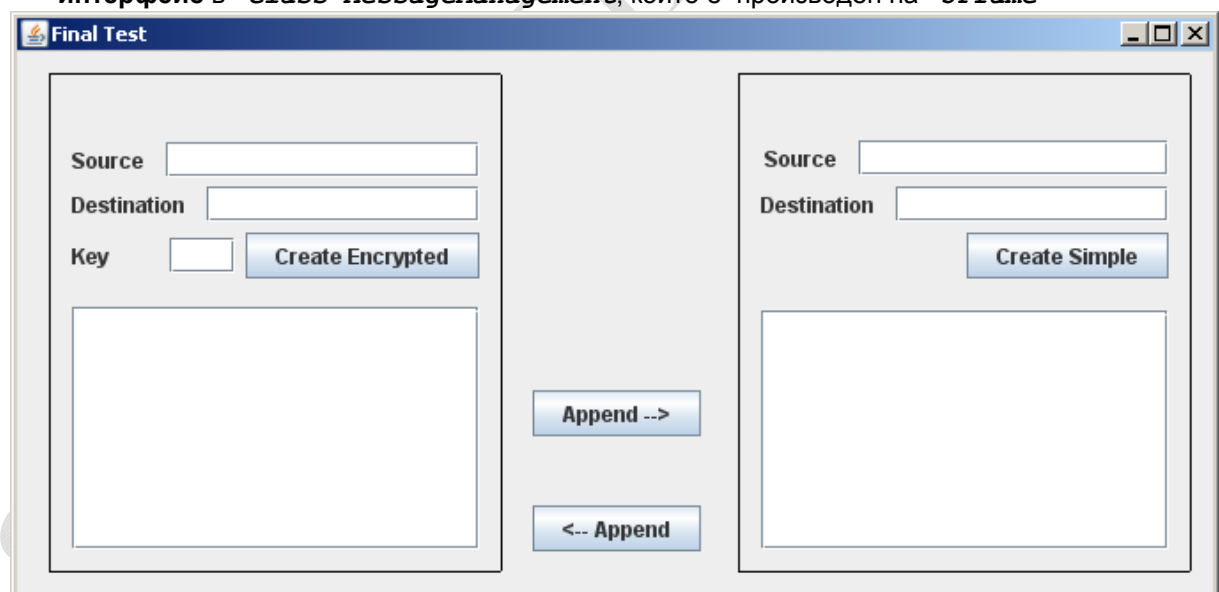 интерфейс в class MessageManagement, който е производен на JFrame
Final Test
Source
Destination
Key
Create Encrypted
Source
Destination
Create Simple
Append -->
<-- Append